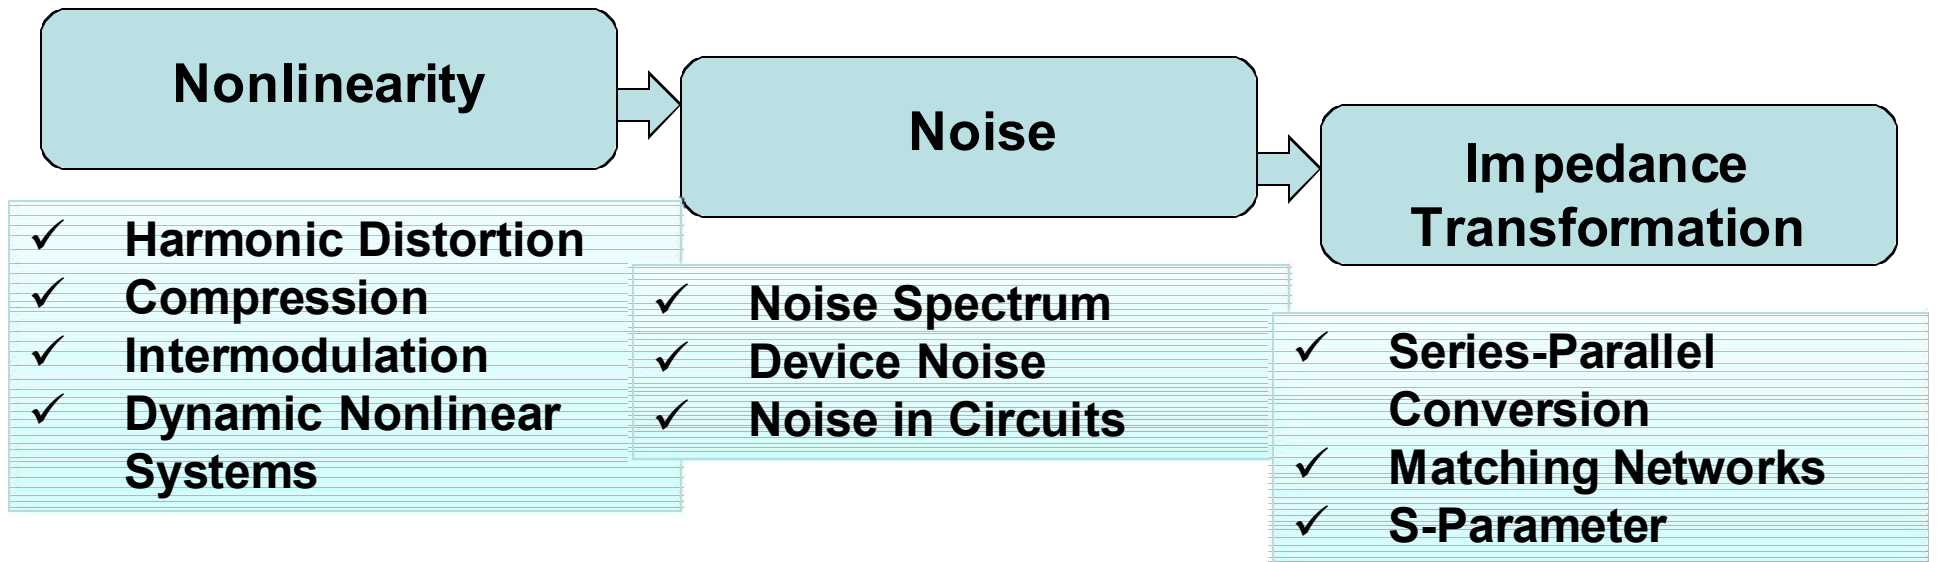 Nonlinearity
✓ Harmonic Distortion
✓ Compression
✓ Intermodulation
✓ Dynamic Nonlinear
Systems
Noise
✓ Noise Spectrum
✓ Device Noise
✓ Noise in Circuits
Impedance
Transformation
✓ Series-Parallel
Conversion
✓ Matching Networks
✓ S-Parameter